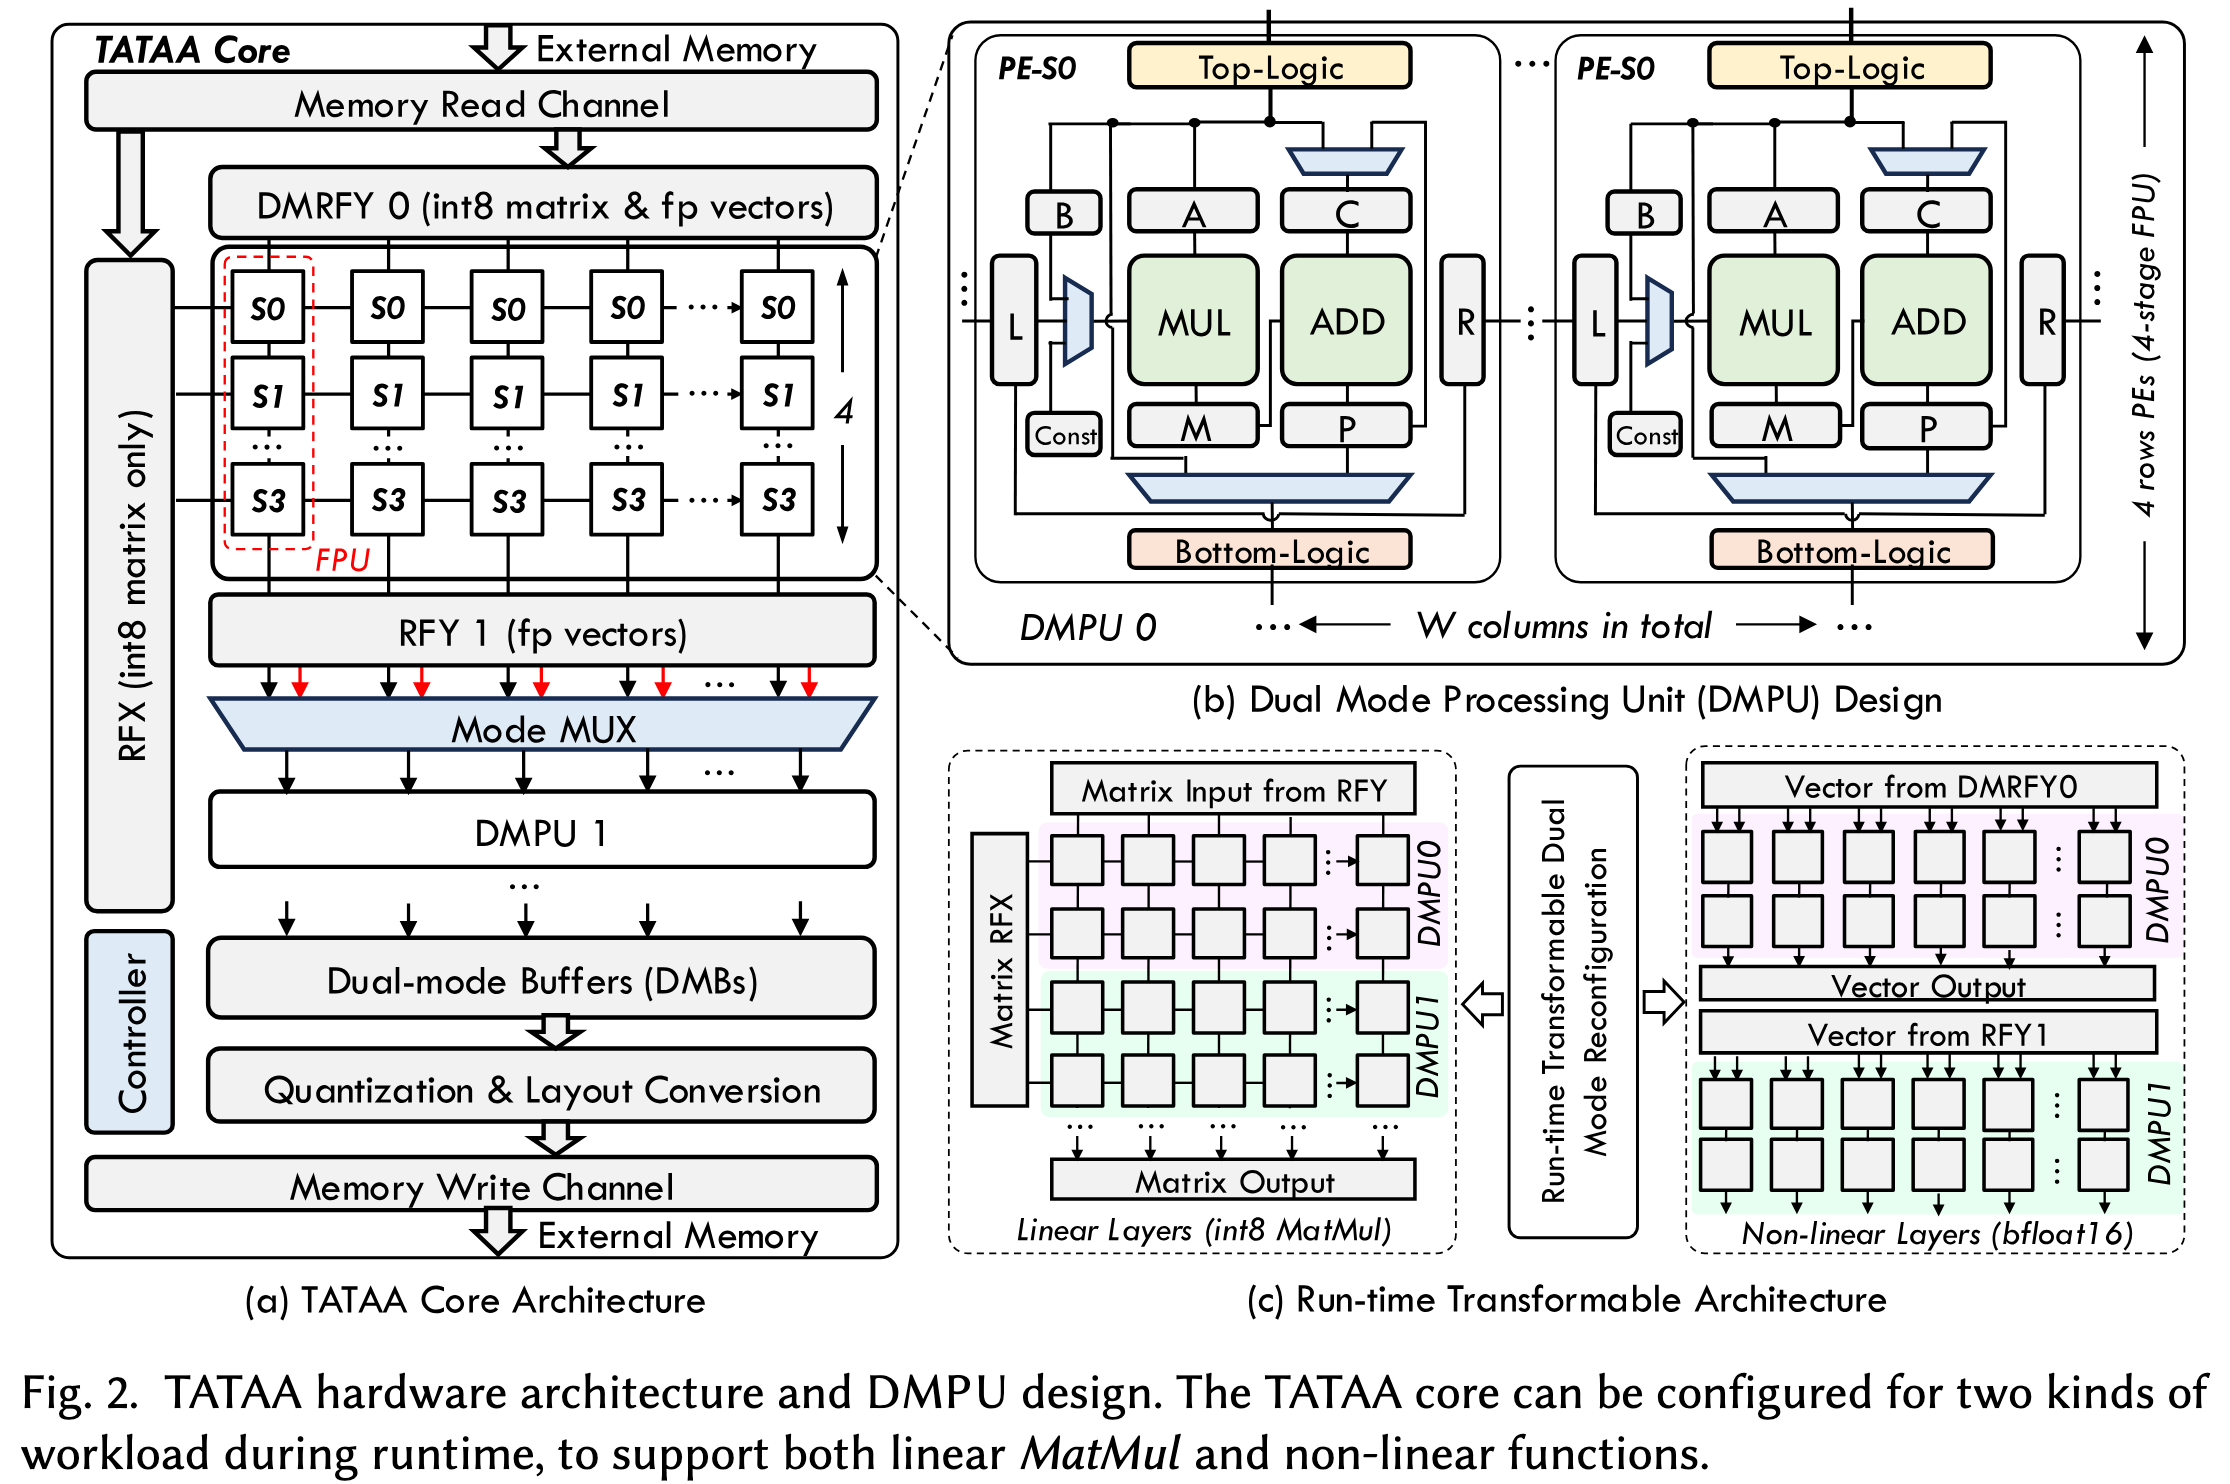 TATAA Core
External Memory
Memory Read Channel
DMRFY 0 (int8 matrix & fp vectors)
RFX (int8 matrix only)
S0 S0 S0 S0 ... S0
S1 S1 S1 S1 ... S1
... ... ... ... ...
S3 S3 S3 S3 ... S3
4
FPU
RFY 1 (fp vectors)
...
Mode MUX
...
DMPU 1
...
Controller
Dual-mode Buffers (DMBs)
Quantization & Layout Conversion
Memory Write Channel
External Memory
(a) TATAA Core Architecture
PE-S0
Top-Logic
B
A
C
L
MUL
ADD
R
Const
M
P
Bottom-Logic
...
PE-S0
Top-Logic
B
A
C
L
MUL
ADD
R
Const
M
P
Bottom-Logic
4 rows PEs (4-stage FPU)
DMPU 0
... W columns in total ...
(b) Dual Mode Processing Unit (DMPU) Design
Matrix Input from RFY
Matrix RFX
DMPU0
DMPU1
... ... ... ... ...
Matrix Output
Linear Layers (int8 MatMul)
Run-time Transformable Dual
Mode Reconfiguration
Vector from DMRFY0
DMPU0
Vector Output
Vector from RFY1
DMPU1
Non-linear Layers (bfloat16)
(c) Run-time Transformable Architecture
Fig. 2. TATAA hardware architecture and DMPU design. The TATAA core can be configured for two kinds of
workload during runtime, to support both linear MatMul and non-linear functions.